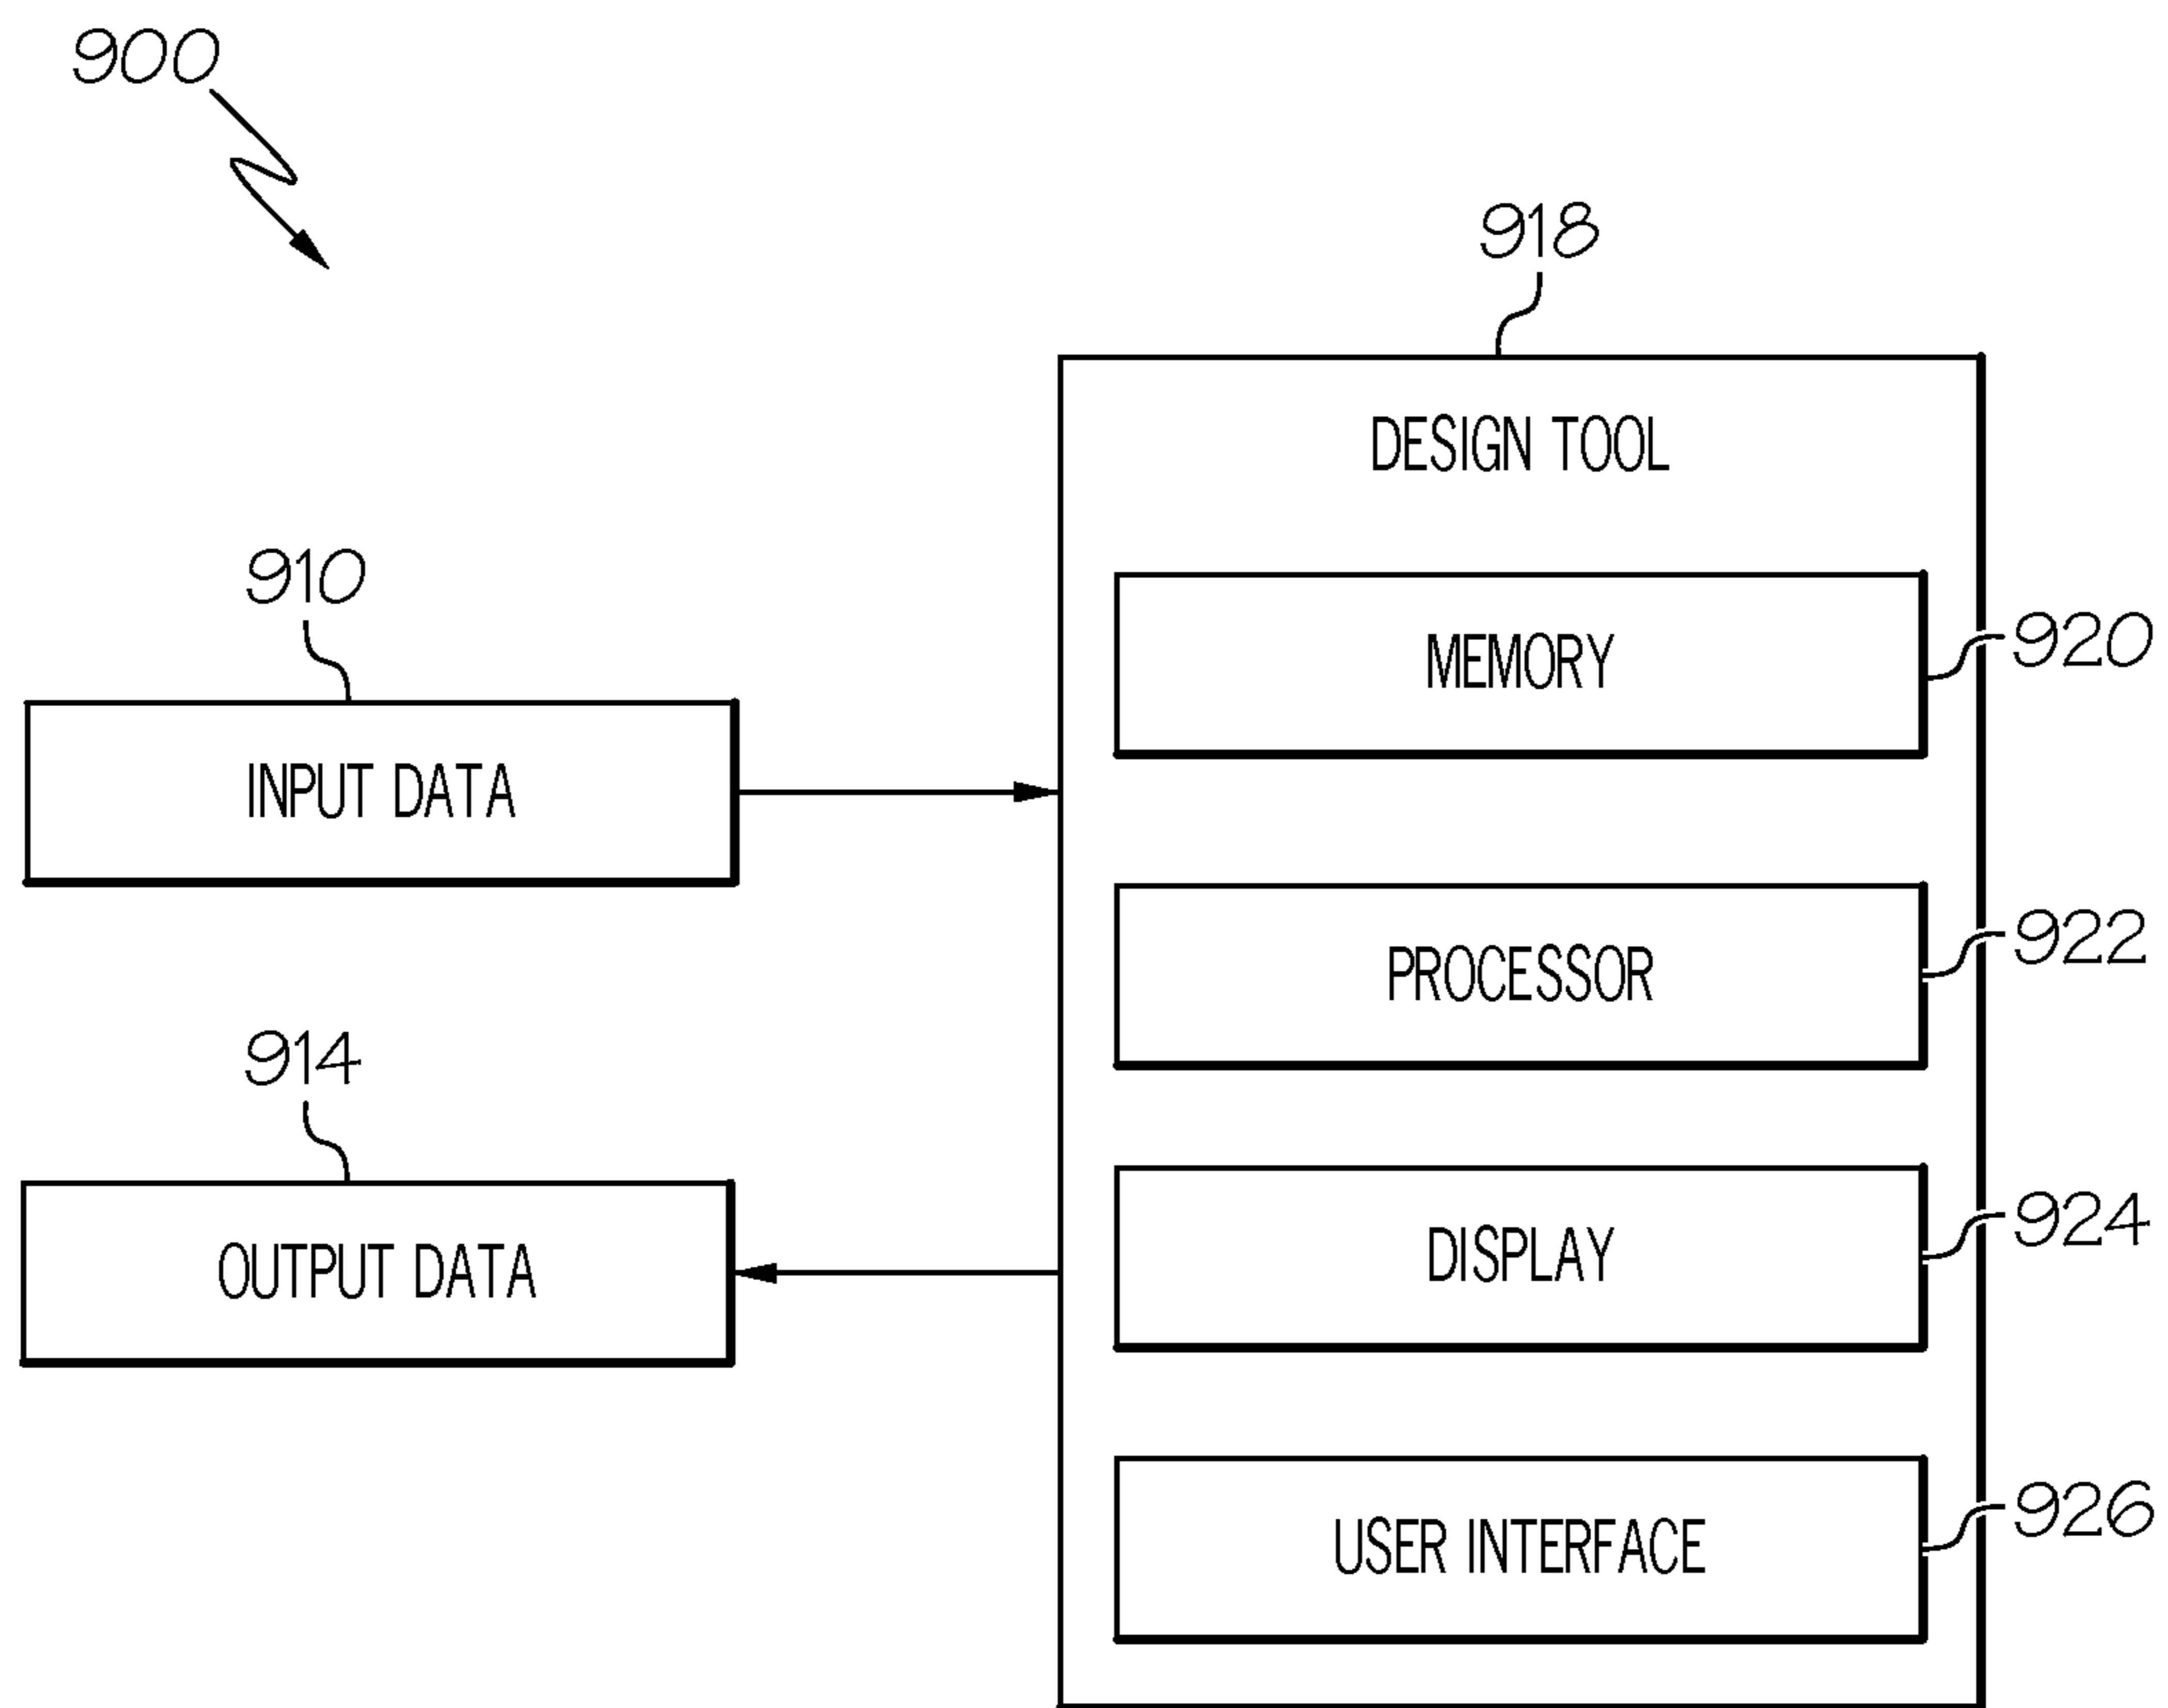 900
918
DESIGN TOOL
910
MEMORY
920
INPUT DATA
922
PROCESSOR
914
924
OUTPUT DATA
DISPLAY
926
USER INTERFACE